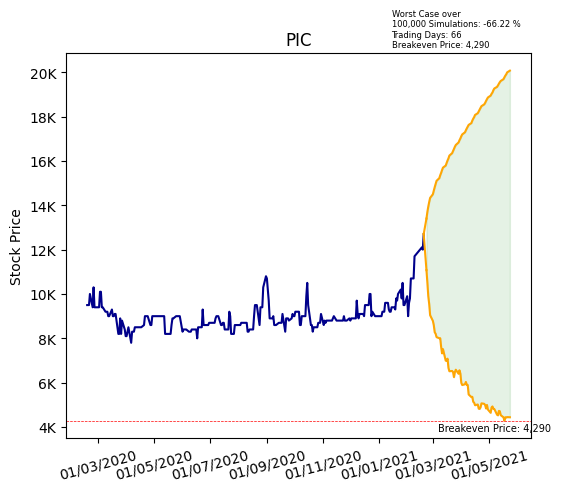 Worst Case over
100,000 Simulations: -66.22 %
Trading Days: 66
Breakeven Price: 4,290
PIC
20K
18K
16K
14K
12K
10K
8K
6K
4K
Stock Price
Breakeven Price: 4,290
01/03/2020
01/05/2020
01/07/2020
01/09/2020
01/11/2020
01/01/2021
01/03/2021
01/05/2021